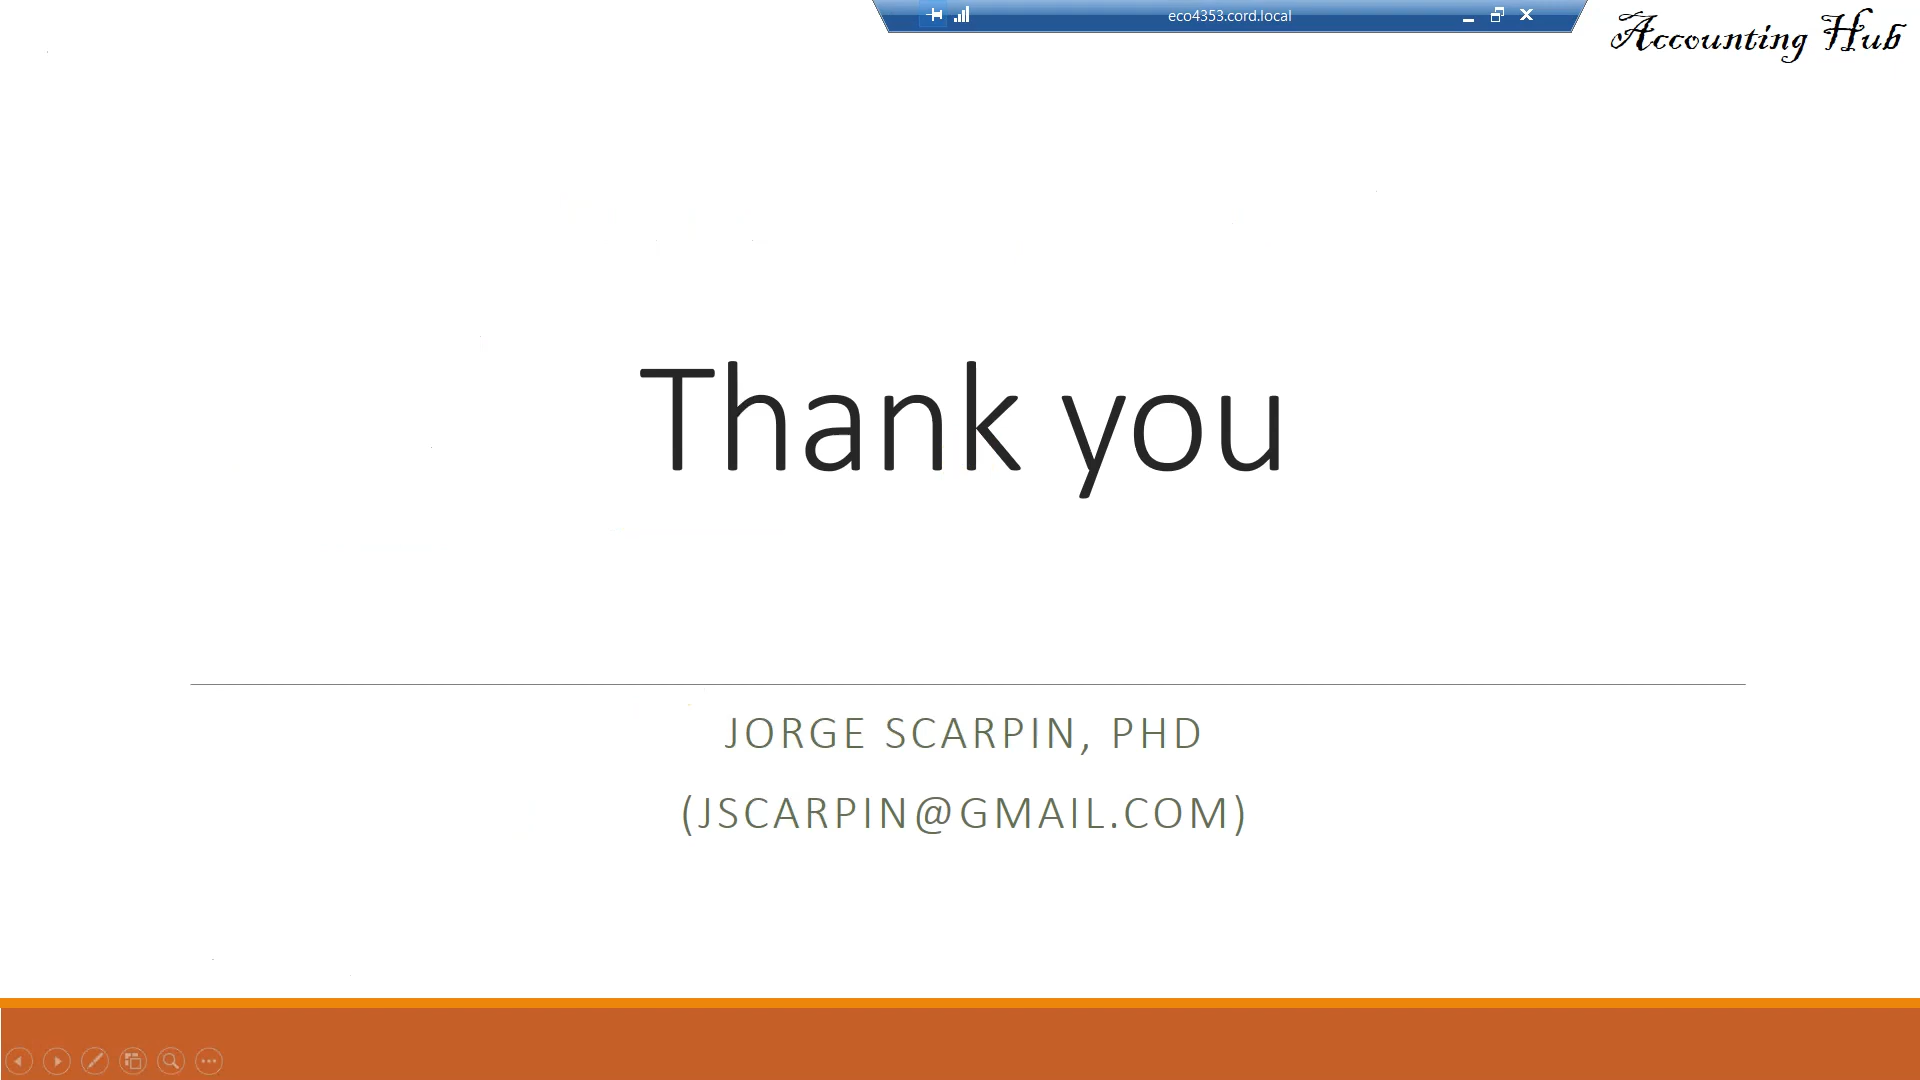 eco4353.cord.local
Accounting Hub
Thank you
JORGE SCARPIN, PHD
(JSCARPIN@GMAIL.COM)